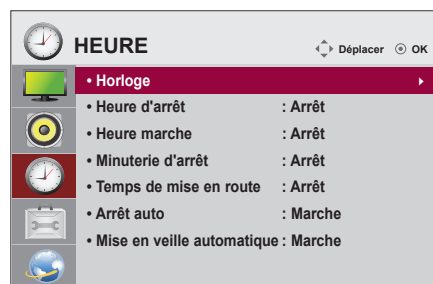 HEURE
Déplacer OK
• Horloge
• Heure d'arrêt : Arrêt
• Heure marche : Arrêt
• Minuterie d'arrêt : Arrêt
• Temps de mise en route : Arrêt
• Arrêt auto : Marche
• Mise en veille automatique : Marche